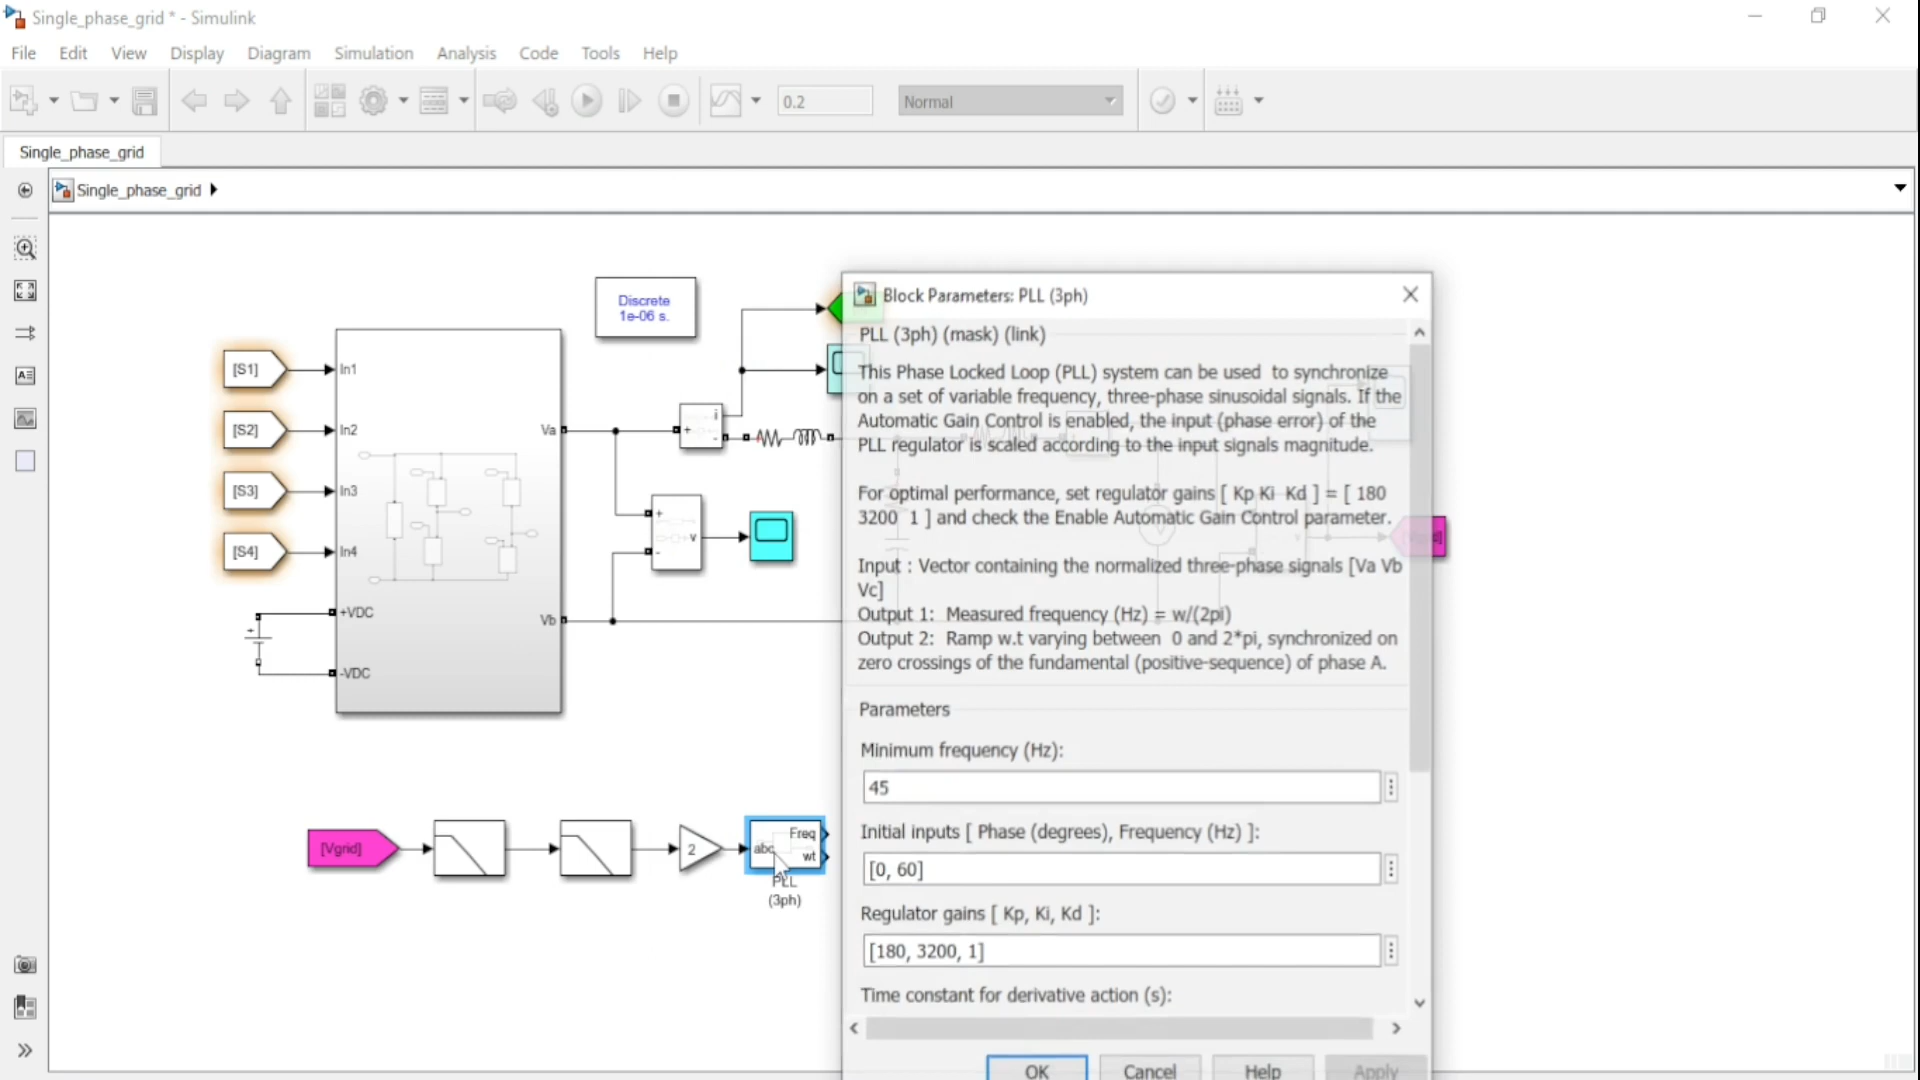 Single_phase_grid * - Simulink
File Edit View Display Diagram Simulation Analysis Code Tools Help
0.2 Normal
Single_phase_grid
Single_phase_grid
Discrete
1e-06 s.
[S1] In1
[S2] In2
[S3] In3
[S4] In4
+VDC
-VDC
Va
Vb
i
+
-
+
v
-
[Vgrid]
2
abc
Freq
wt
PLL
(3ph)
Block Parameters: PLL (3ph)
PLL (3ph) (mask) (link)
This Phase Locked Loop (PLL) system can be used to synchronize
on a set of variable frequency, three-phase sinusoidal signals. If the
Automatic Gain Control is enabled, the input (phase error) of the
PLL regulator is scaled according to the input signals magnitude.
For optimal performance, set regulator gains [ Kp Ki Kd ] = [ 180
3200 1 ] and check the Enable Automatic Gain Control parameter.
Input : Vector containing the normalized three-phase signals [Va Vb
Vc]
Output 1: Measured frequency (Hz) = w/(2pi)
Output 2: Ramp w.t varying between 0 and 2*pi, synchronized on
zero crossings of the fundamental (positive-sequence) of phase A.
Parameters
Minimum frequency (Hz):
45
Initial inputs [ Phase (degrees), Frequency (Hz) ]:
[0, 60]
Regulator gains [ Kp, Ki, Kd ]:
[180, 3200, 1]
Time constant for derivative action (s):
OK Cancel Help Apply